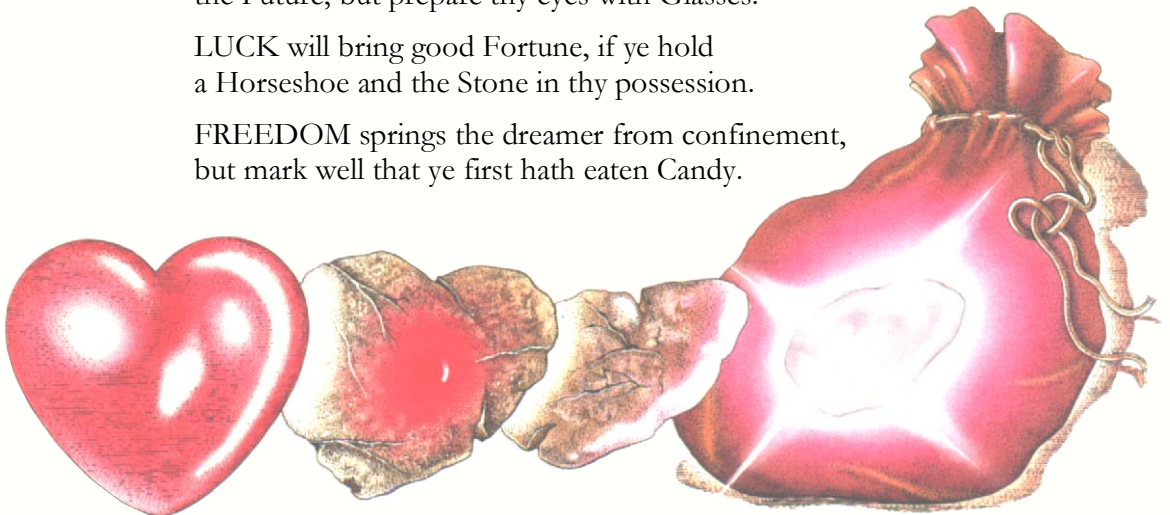 the Future, but prepare thy eyes with Glasses.
LUCK will bring good Fortune, if ye hold
a Horseshoe and the Stone in thy possession.
FREEDOM springs the dreamer from confinement,
but mark well that ye first hath eaten Candy.